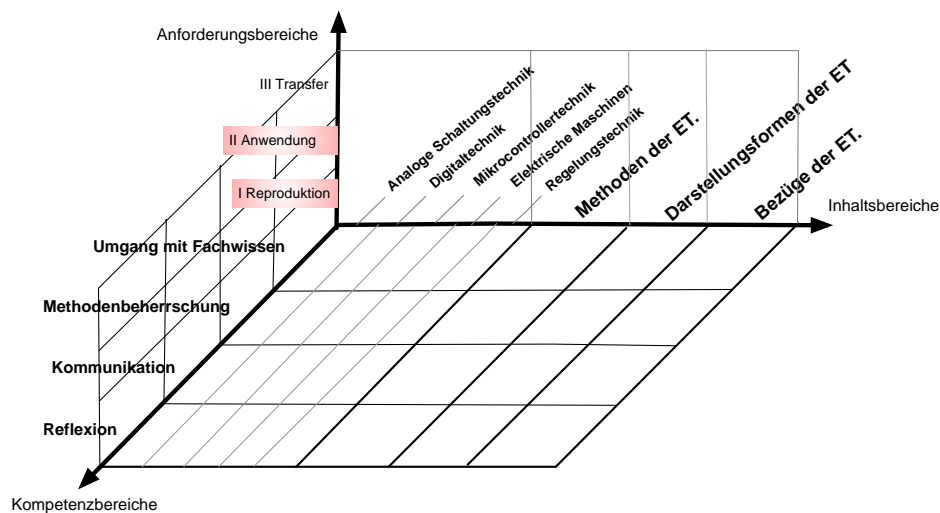 Anforderungsbereiche
III Transfer
II Anwendung
I Reproduktion
Analoge Schaltungstechnik
Digitaltechnik
Mikrocontrollertechnik
Elektrische Maschinen
Regelungstechnik
Methoden der ET.
Darstellungsformen der ET
Bezüge der ET.
Inhaltsbereiche
Umgang mit Fachwissen
Methodenbeherrschung
Kommunikation
Reflexion
Kompetenzbereiche